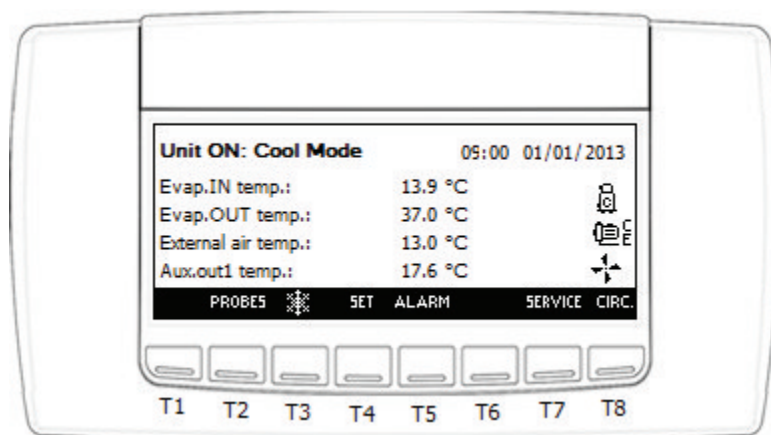 Unit ON: Cool Mode 09:00 01/01/2013
Evap.IN temp.: 13.9 °C
Evap.OUT temp.: 37.0 °C
External air temp.: 13.0 °C
Aux.out1 temp.: 17.6 °C
C
C
E
PROBES SET ALARM SERVICE CIRC.
T1 T2 T3 T4 T5 T6 T7 T8